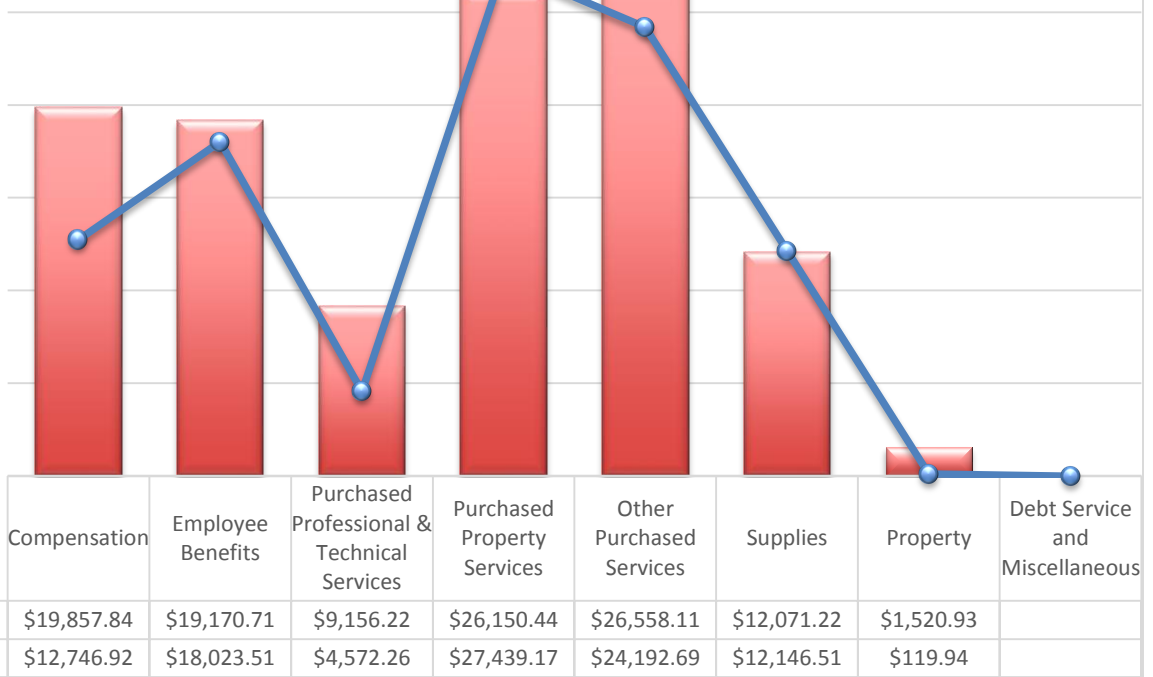 Compensation
Employee
Benefits
Purchased
Professional &
Technical
Services
Purchased
Property
Services
Other
Purchased
Services
Supplies
Property
Debt Service
and
Miscellaneous
$19,857.84 $19,170.71 $9,156.22 $26,150.44 $26,558.11 $12,071.22 $1,520.93
$12,746.92 $18,023.51 $4,572.26 $27,439.17 $24,192.69 $12,146.51 $119.94